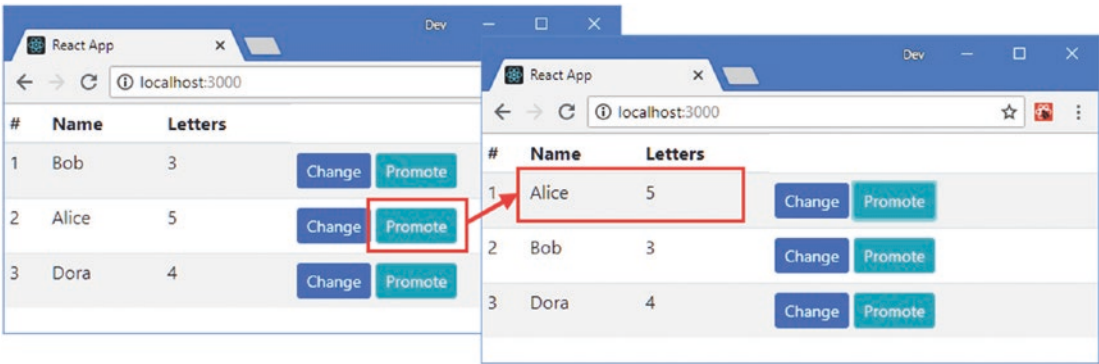 Dev
React App
localhost:3000
# Name Letters
1 Bob 3 Change Promote
2 Alice 5 Change Promote
3 Dora 4 Change Promote
Dev
React App
localhost:3000
# Name Letters
1 Alice 5 Change Promote
2 Bob 3 Change Promote
3 Dora 4 Change Promote